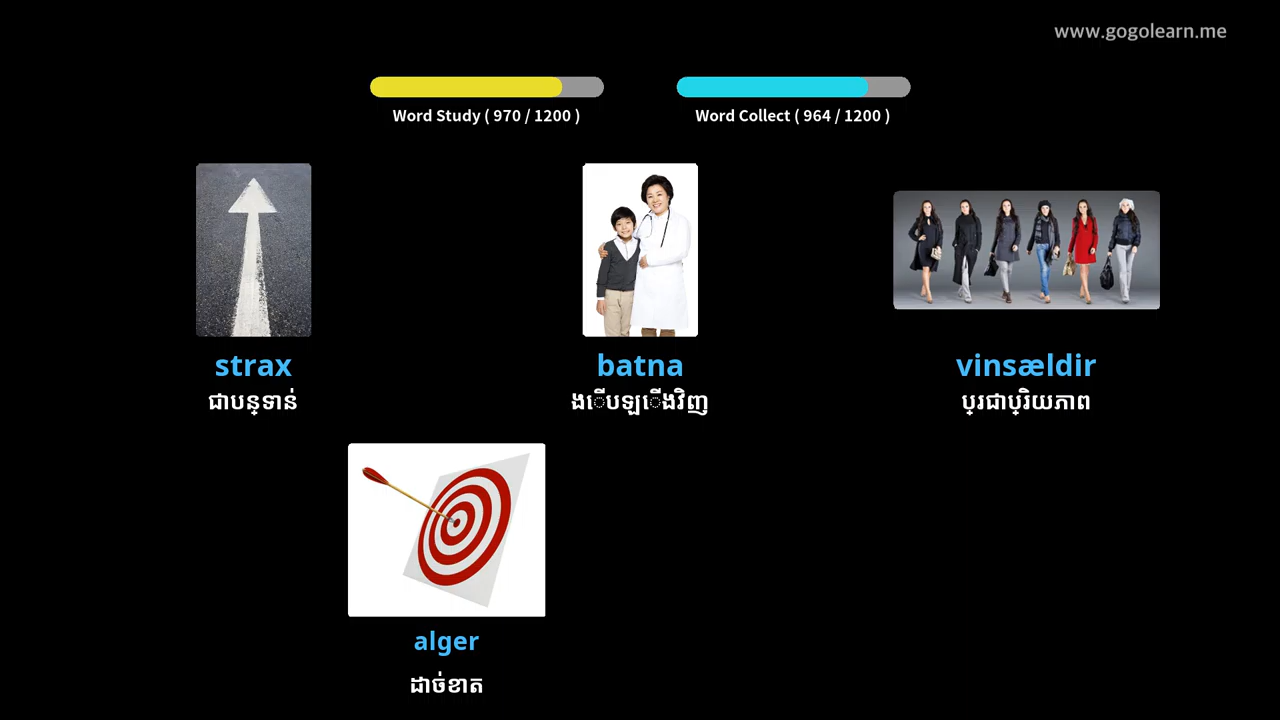 www.gogolearn.me
Word Study ( 970 / 1200 )
Word Collect ( 964 / 1200 )
strax
ជាបន្ទាន់
batna
ងើបឡើងវិញ
vinsældir
ប្រជាប្រិយភាព
alger
ដាច់ខាត